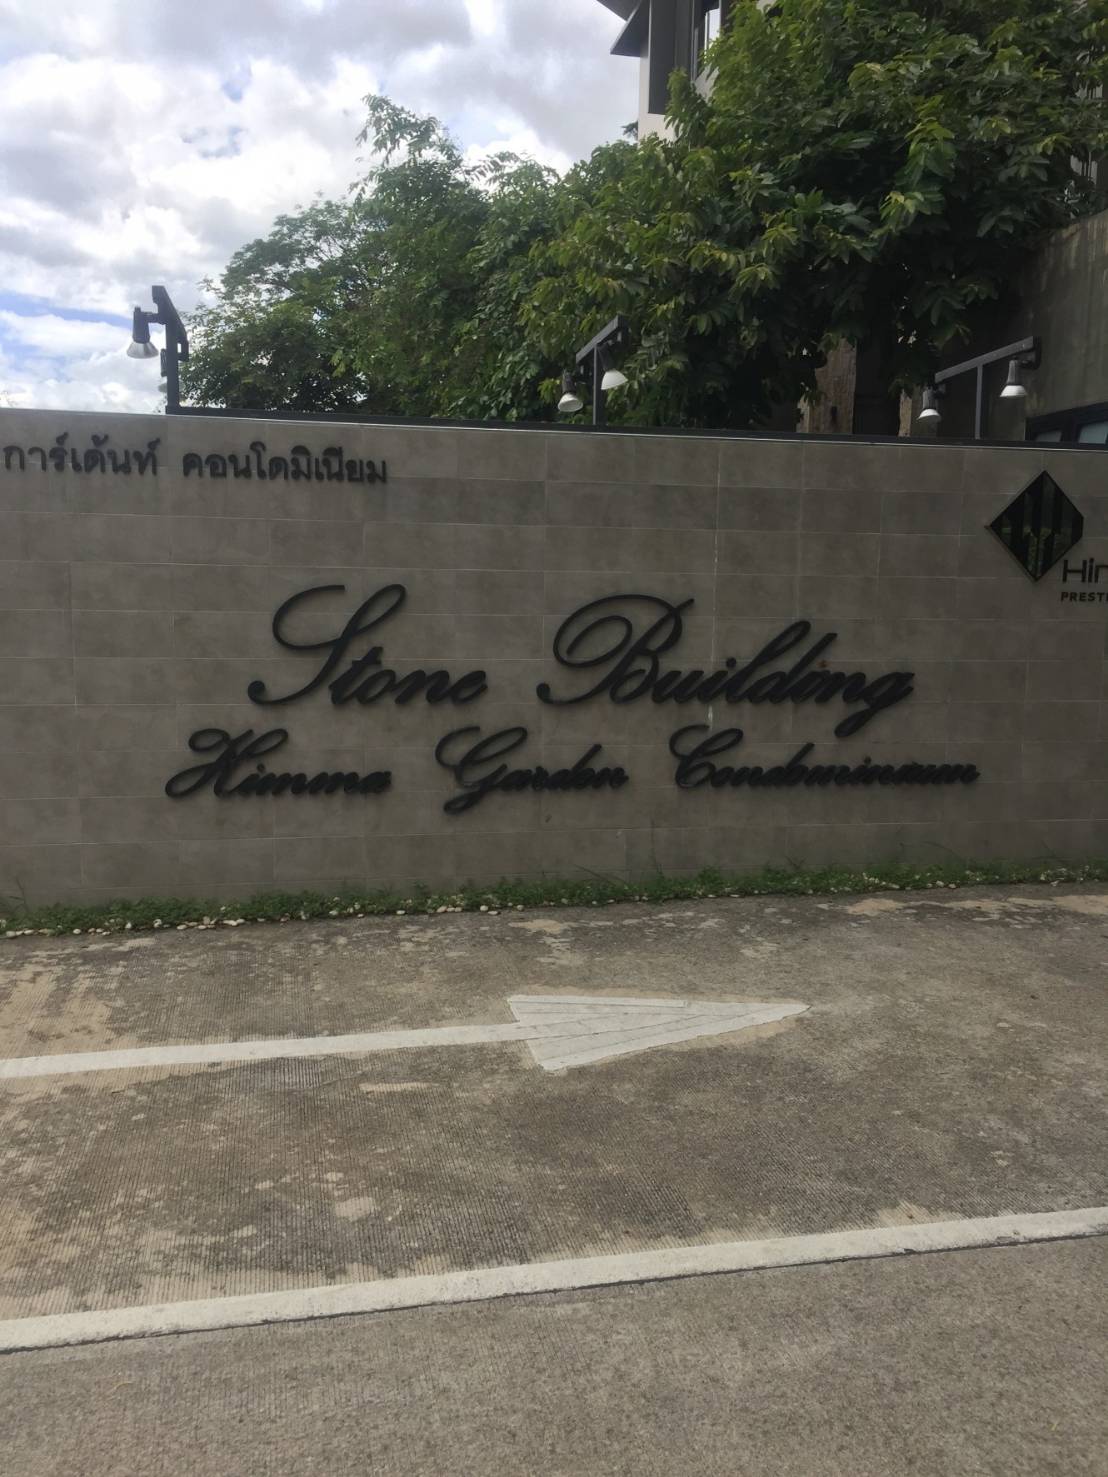 การ์เด้นท์ คอนโดมิเนียม
Stone Building
Himma Garden Condominium